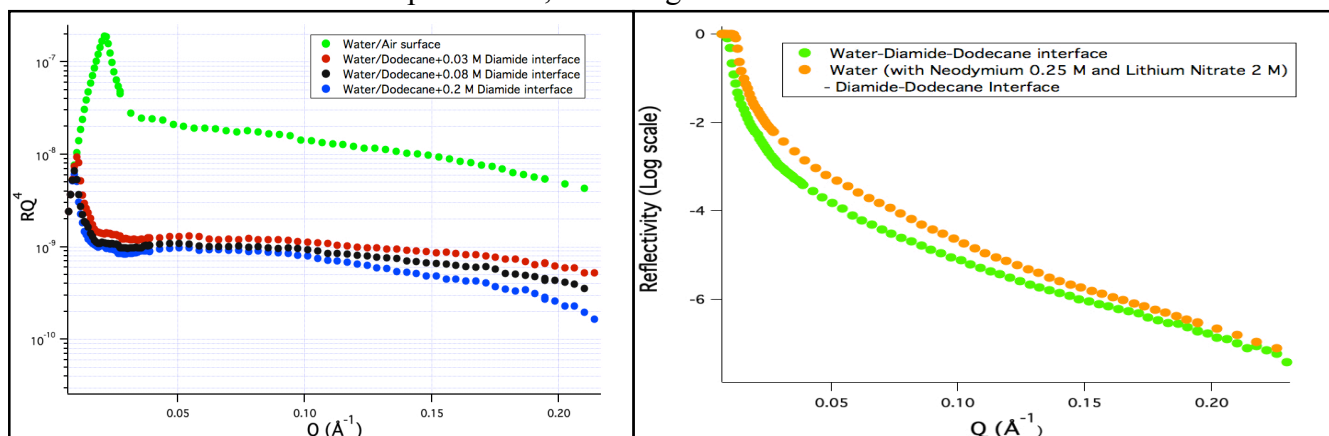 10⁻⁷
10⁻⁸
10⁻⁹
10⁻¹⁰
RQ⁴
Water/Air surface
Water/Dodecane+0.03 M Diamide interface
Water/Dodecane+0.08 M Diamide interface
Water/Dodecane+0.2 M Diamide interface
0.05 0.10 0.15 0.20
Q (Å⁻¹)
0
-2
-4
-6
Reflectivity (Log scale)
Water-Diamide-Dodecane interface
Water (with Neodymium 0.25 M and Lithium Nitrate 2 M)
- Diamide-Dodecane Interface
0.05 0.10 0.15 0.20
Q (Å⁻¹)